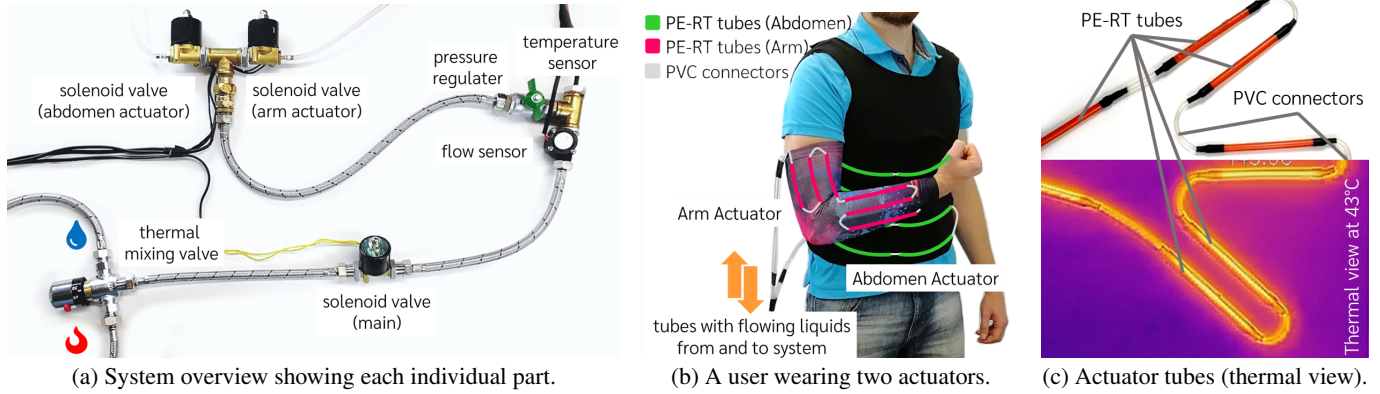 solenoid valve
(abdomen actuator)
solenoid valve
(arm actuator)
pressure
regulater
temperature
sensor
flow sensor
thermal
mixing valve
solenoid valve
(main)
(a) System overview showing each individual part.
PE-RT tubes (Abdomen)
PE-RT tubes (Arm)
PVC connectors
Arm Actuator
Abdomen Actuator
tubes with flowing liquids
from and to system
(b) A user wearing two actuators.
PE-RT tubes
PVC connectors
Thermal view at 43°C
(c) Actuator tubes (thermal view).